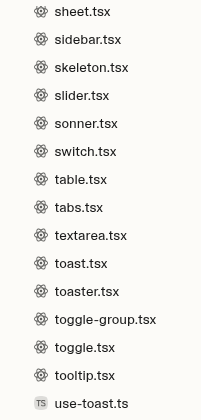 sheet.tsx
sidebar.tsx
skeleton.tsx
slider.tsx
sonner.tsx
switch.tsx
table.tsx
tabs.tsx
textarea.tsx
toast.tsx
toaster.tsx
toggle-group.tsx
toggle.tsx
tooltip.tsx
TS use-toast.ts